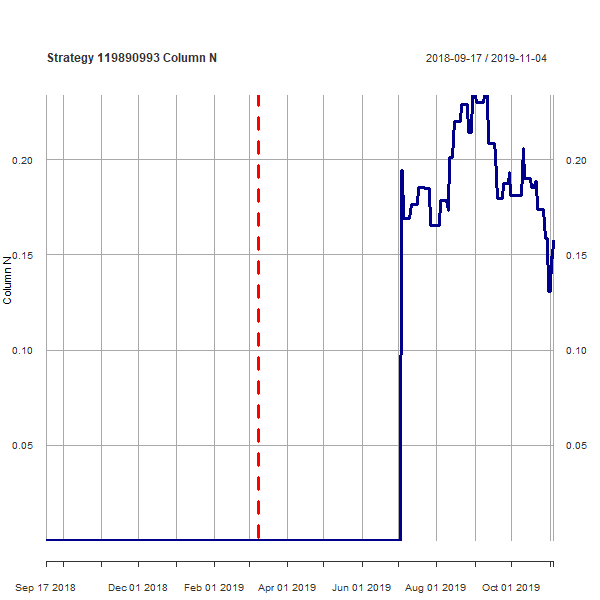 Strategy 119890993 Column N
2018-09-17 / 2019-11-04
0.20
0.20
0.15
0.15
Column N
0.10
0.10
0.05
0.05
Sep 17 2018
Dec 01 2018
Feb 01 2019
Apr 01 2019
Jun 01 2019
Aug 01 2019
Oct 01 2019